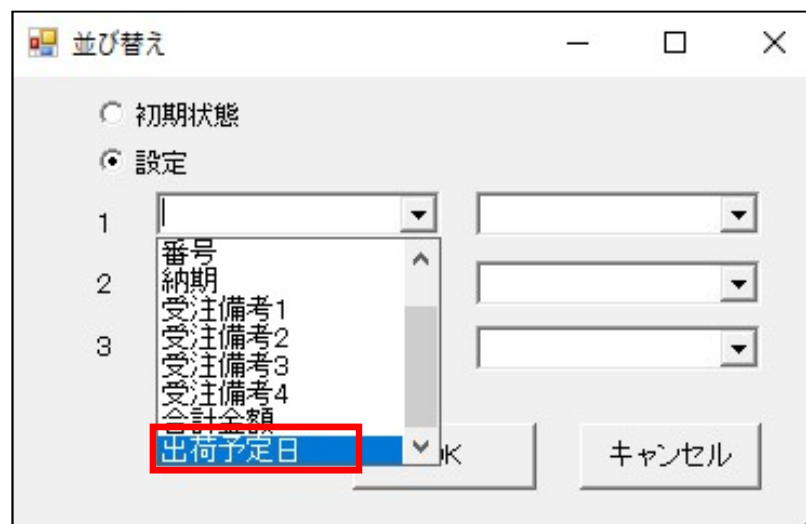 並び替え
初期状態
設定
1
番号
納期
受注備考1
受注備考2
受注備考3
受注備考4
合計金額
出荷予定日
2
3
OK
キャンセル